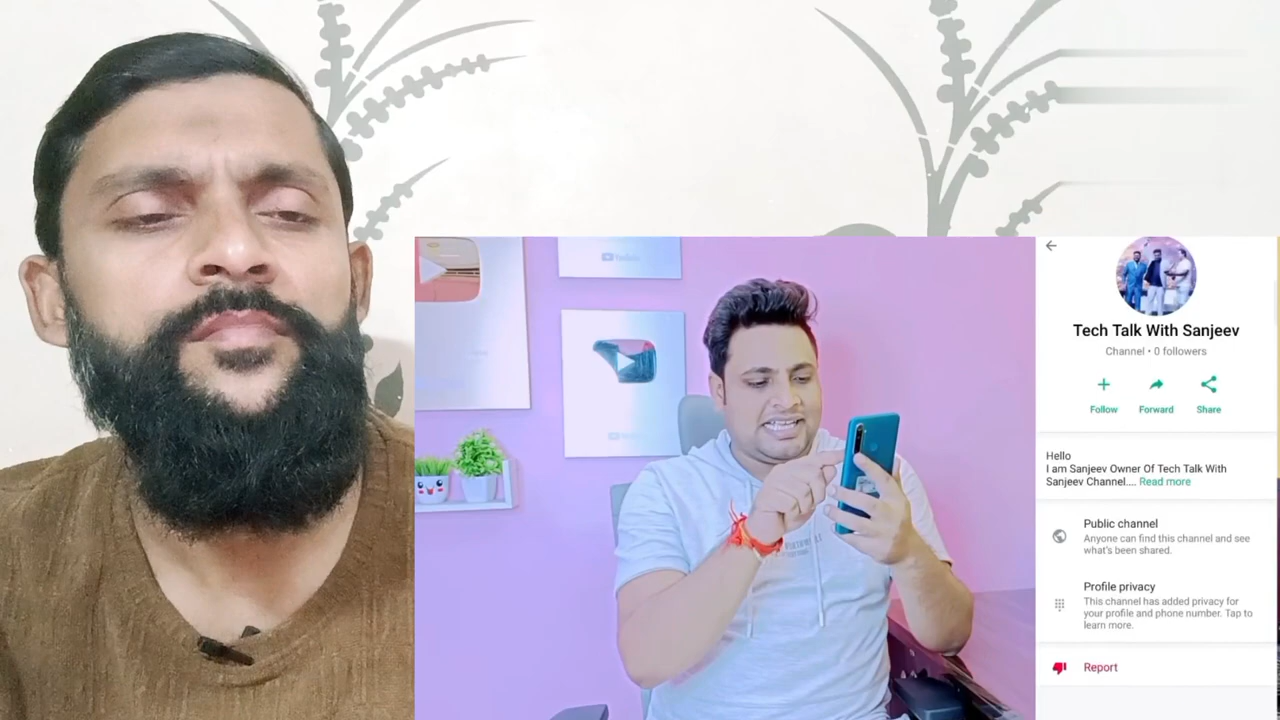 YouTube
Tech Talk With Sanjeev
Channel • 0 followers
Follow
Forward
Share
Hello
I am Sanjeev Owner Of Tech Talk With
Sanjeev Channel.... Read more
Public channel
Anyone can find this channel and see
what's been shared.
Profile privacy
This channel has added privacy for
your profile and phone number. Tap to
learn more.
Report